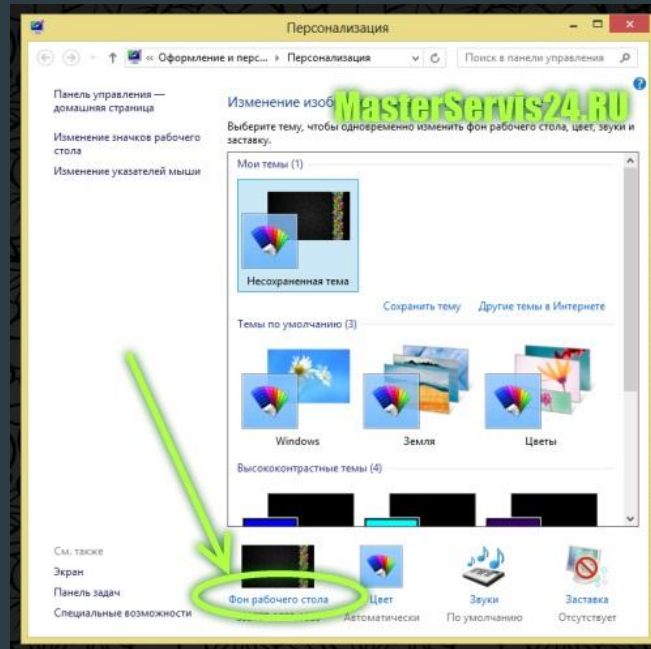 Персонализация
« Оформление и перс... ▸ Персонализация
Поиск в панели управления
Панель управления —
домашняя страница
Изменение значков рабочего
стола
Изменение указателей мыши
Изменение изоб
MasterServis24.RU
Выберите тему, чтобы одновременно изменить фон рабочего стола, цвет, звуки и
заставку.
Мои темы (1)
Несохраненная тема
Сохранить тему Другие темы в Интернете
Темы по умолчанию (3)
Windows Земля Цветы
Высококонтрастные темы (4)
См. также
Экран
Панель задач
Специальные возможности
Фон рабочего стола Цвет Звуки Заставка
Автоматически По умолчанию Отсутствует